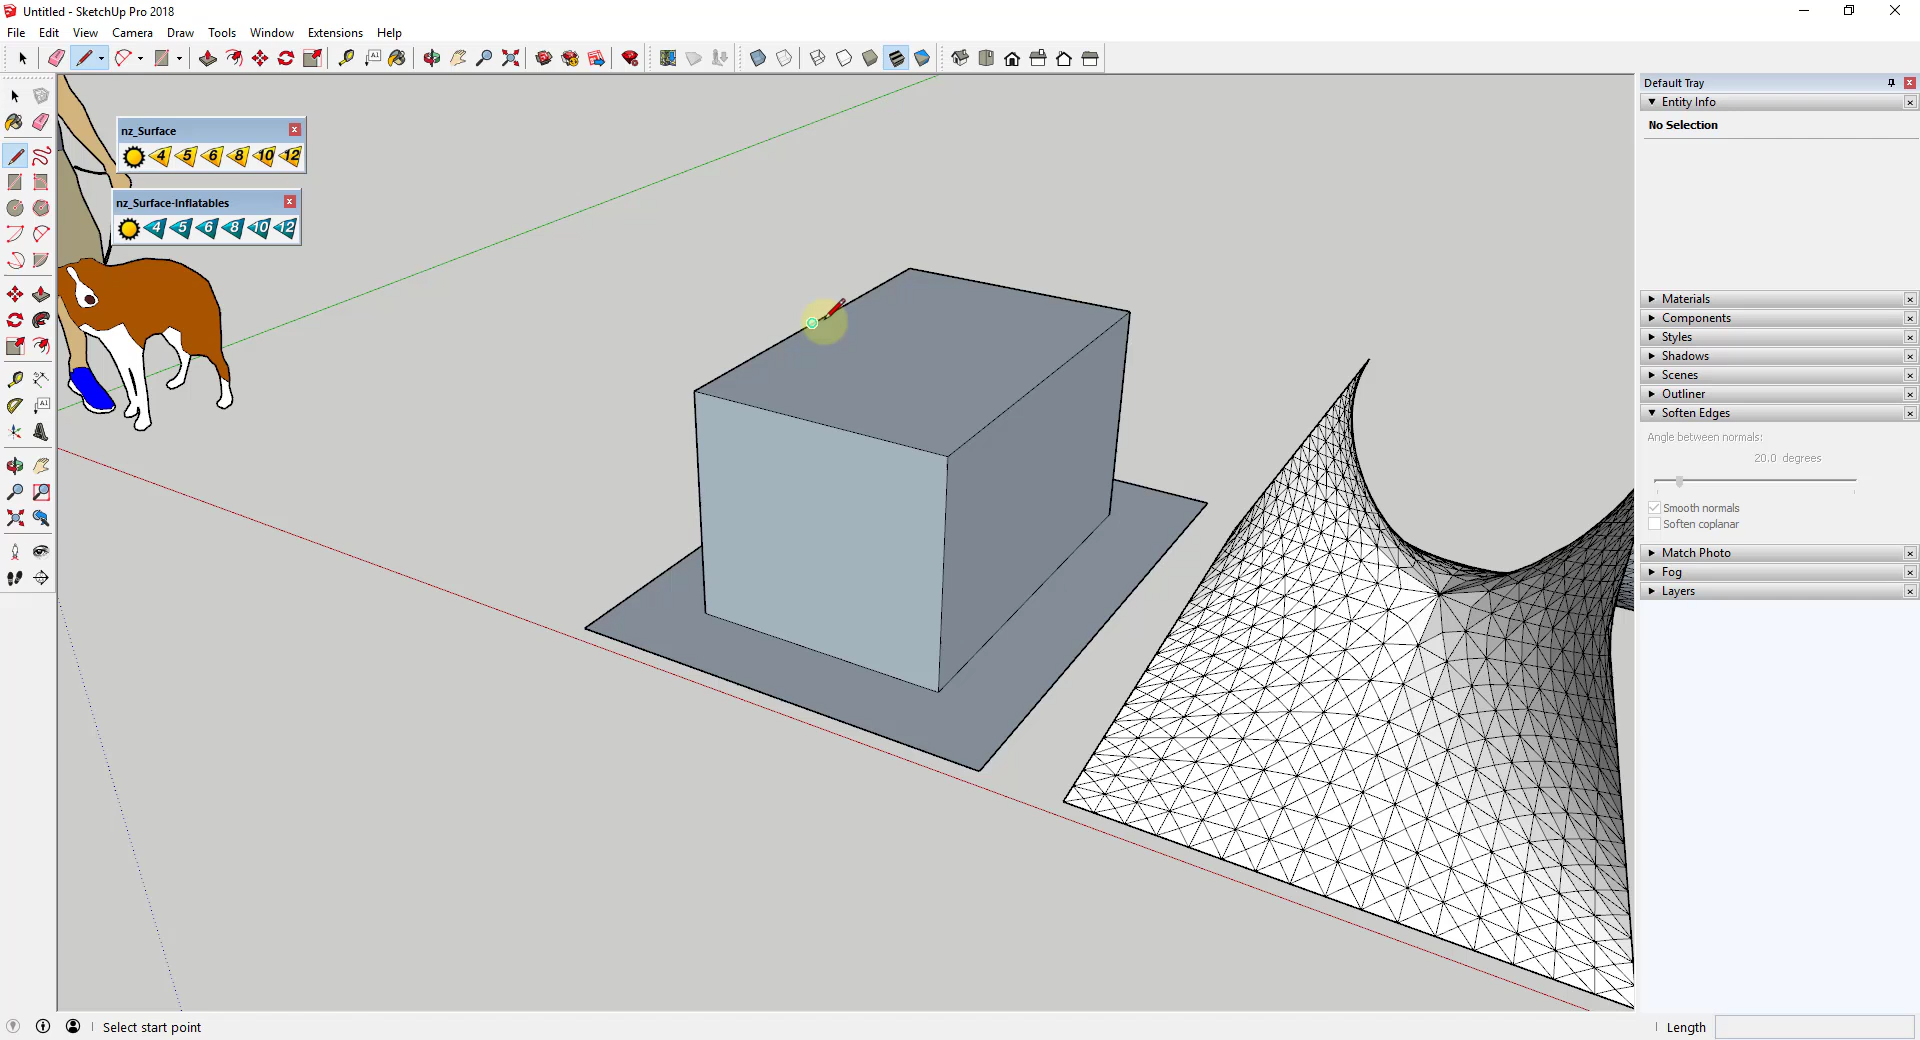 Untitled - SketchUp Pro 2018
File Edit View Camera Draw Tools Window Extensions Help
A1
Default Tray
Entity Info
No Selection
nz_Surface
4 5 6 8 10 12
nz_Surface-Inflatables
4 5 6 8 10 12
Materials
Components
Styles
Shadows
Scenes
Outliner
Soften Edges
A1
Angle between normals:
20.0 degrees
Smooth normals
Soften coplanar
Match Photo
Fog
Layers
Select start point
Length